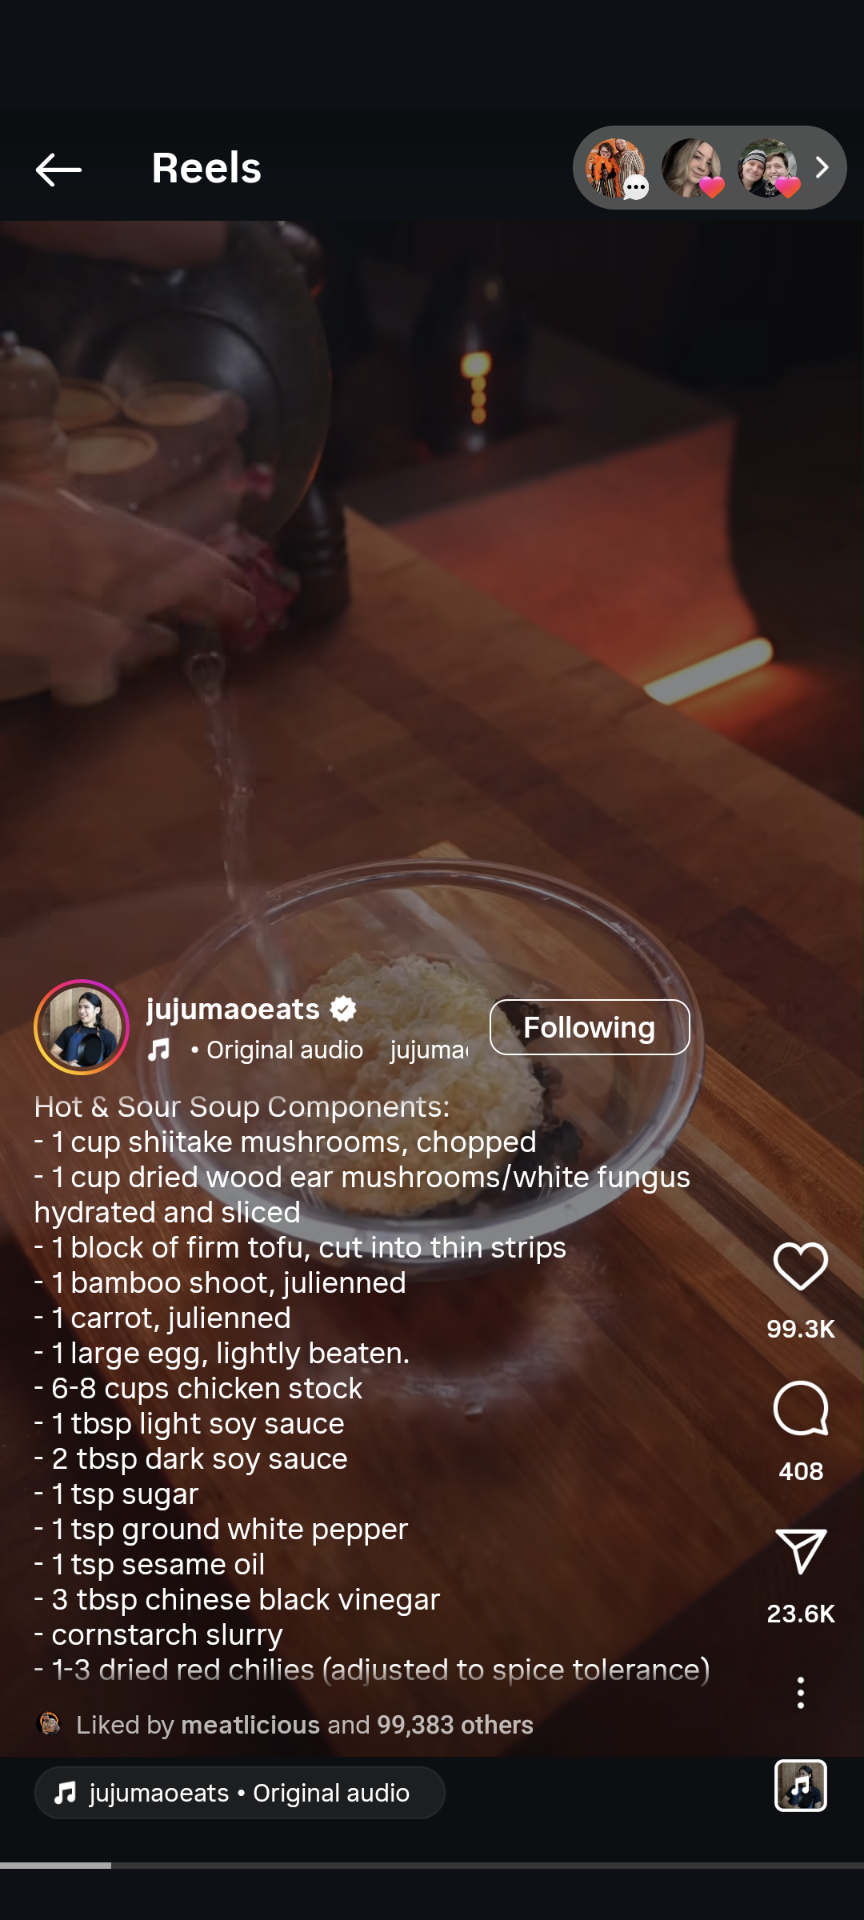 Reels
jujumaoeats
• Original audio jujuma
Following
Hot & Sour Soup Components:
- 1 cup shiitake mushrooms, chopped
- 1 cup dried wood ear mushrooms/white fungus
hydrated and sliced
- 1 block of firm tofu, cut into thin strips
- 1 bamboo shoot, julienned
- 1 carrot, julienned
- 1 large egg, lightly beaten.
- 6-8 cups chicken stock
- 1 tbsp light soy sauce
- 2 tbsp dark soy sauce
- 1 tsp sugar
- 1 tsp ground white pepper
- 1 tsp sesame oil
- 3 tbsp chinese black vinegar
- cornstarch slurry
- 1-3 dried red chilies (adjusted to spice tolerance)
99.3K
408
23.6K
Liked by meatlicious and 99,383 others
jujumaoeats • Original audio